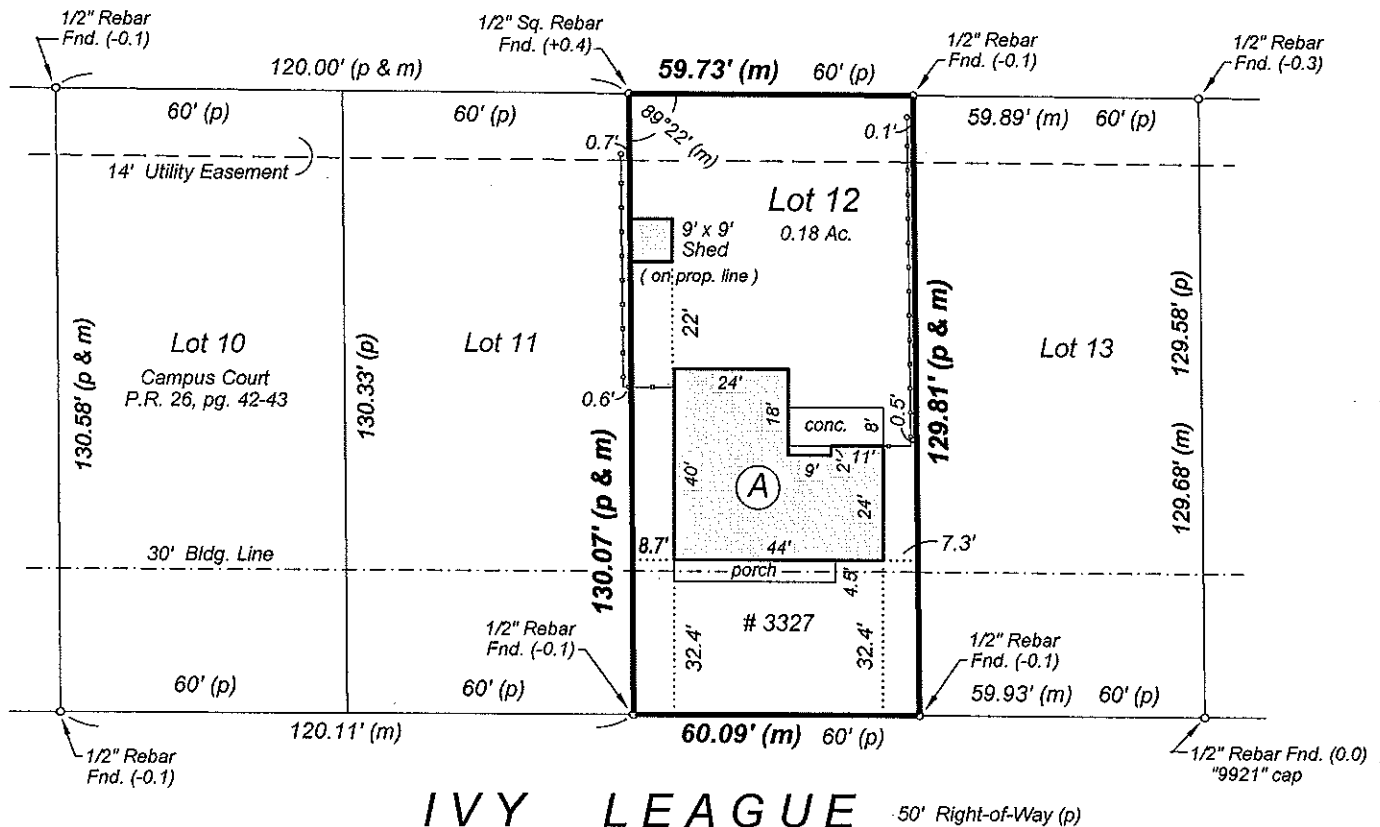 1/2" Rebar
Fnd. (-0.1)
1/2" Sq. Rebar
Fnd. (+0.4)
1/2" Rebar
Fnd. (-0.1)
1/2" Rebar
Fnd. (-0.3)
120.00' (p & m)
59.73' (m) 60' (p)
60' (p)
60' (p)
59.89' (m) 60' (p)
89°22' (m)
0.7'
0.1'
14' Utility Easement
Lot 12
0.18 Ac.
9' x 9'
Shed
( on prop. line )
22'
130.58' (p & m)
Lot 10
Campus Court
P.R. 26, pg. 42-43
130.33' (p)
Lot 11
129.81' (p & m)
Lot 13
129.58' (p)
129.68' (m)
0.6'
24'
18'
conc.
8'
0.5'
9'
2'
11'
40'
A
24'
130.07' (p & m)
30' Bldg. Line
8.7'
44'
7.3'
porch
4.5'
# 3327
32.4'
32.4'
1/2" Rebar
Fnd. (-0.1)
1/2" Rebar
Fnd. (-0.1)
60' (p)
60' (p)
59.93' (m) 60' (p)
120.11' (m)
60.09' (m) 60' (p)
1/2" Rebar
Fnd. (-0.1)
1/2" Rebar Fnd. (0.0)
"9921" cap
IVY LEAGUE 50' Right-of-Way (p)